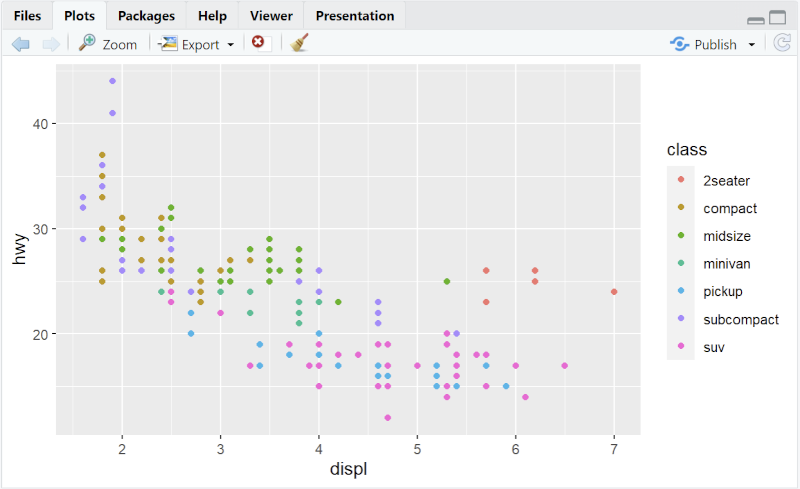 Files Plots Packages Help Viewer Presentation
Zoom Export Publish
class
40
2seater
compact
30
midsize
hwy
minivan
pickup
20
subcompact
suv
2 3 4 5 6 7
displ